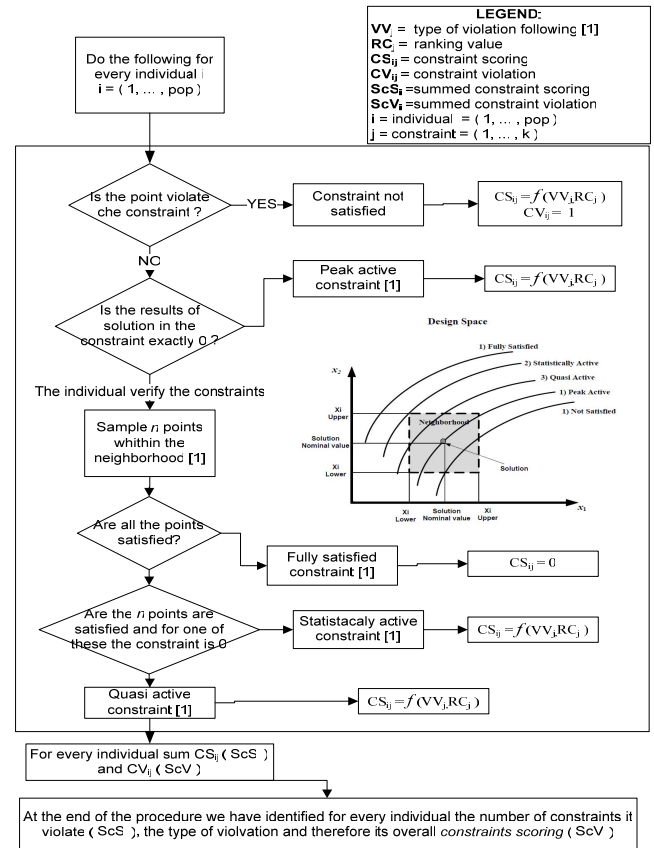 LEGEND:
VVj = type of violation following [1]
RCj = ranking value
CSij = constraint scoring
CVij = constraint violation
ScSi =summed constraint scoring
ScVi =summed constraint violation
i = individual = ( 1, ... , pop )
j = constraint = ( 1, ... , k )
Do the following for
every individual i
i = ( 1, ... , pop )
Is the point violate
che constraint ?
YES
Constraint not
satisfied
CSij = f(VVj,RCj)
CVij = 1
NO
Peak active
constraint [1]
CSij = f(VVj,RCj)
Is the results of
solution in the
constraint exactly 0 ?
The individual verify the constraints
Sample n points
whithin the
neighborhood [1]
Design Space
x2
1) Fully Satisfied
2) Statistically Active
3) Quasi Active
1) Peak Active
1) Not Satisfied
Xi
Upper
Neighborhood
Solution
Nominal value
Xi
Lower
Solution
Xi
Lower
Solution
Nominal value
Xi
Upper
x1
Are all the points
satisfied?
Fully satisfied
constraint [1]
CSij = 0
Are the n points are
satisfied and for one of
these the constraint is 0
Statistacaly active
constraint [1]
CSij = f(VVj,RCj)
Quasi active
constraint [1]
CSij = f(VVj,RCj)
For every individual sum CSij ( ScS )
and CVij ( ScV )
At the end of the procedure we have identified for every individual the number of constraints it
violate ( ScS ), the type of violvation and therefore its overall constraints scoring ( ScV )